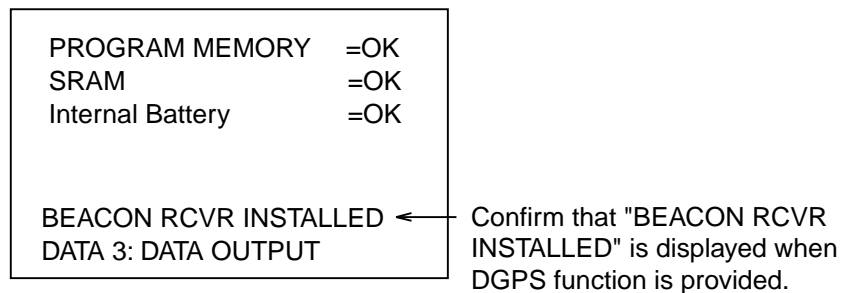 PROGRAM MEMORY =OK
SRAM =OK
Internal Battery =OK
BEACON RCVR INSTALLED
DATA 3: DATA OUTPUT
Confirm that "BEACON RCVR
INSTALLED" is displayed when
DGPS function is provided.